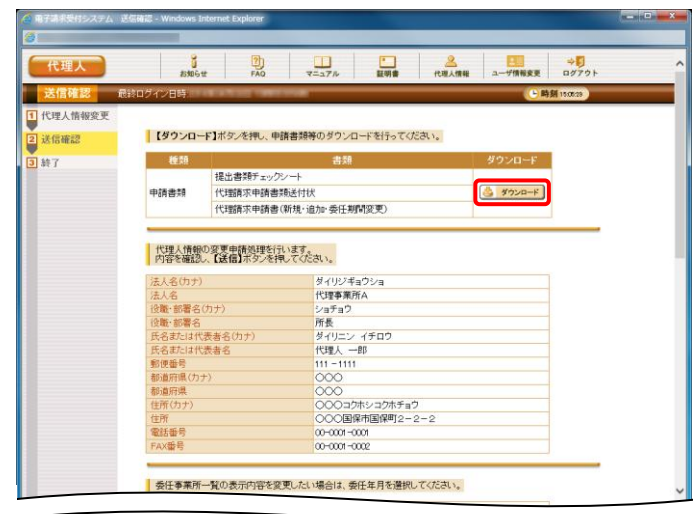 電子請求受付システム 送信確認 - Windows Internet Explorer
代理人
お知らせ
FAQ
マニュアル
証明書
代理人情報
ユーザ情報変更
ログアウト
送信確認
最終ログイン日時
時刻 15:05:29
1 代理人情報変更
2 送信確認
3 終了
【ダウンロード】ボタンを押し、申請書類等のダウンロードを行ってください。
種類 書類 ダウンロード
提出書類チェックシート
申請書類 代理請求申請書類送付状 ダウンロード
代理請求申請書(新規・追加・委任期間変更)
代理人情報の変更申請処理を行います。
内容を確認し、【送信】ボタンを押してください。
法人名(カナ) ダイリジギョウショ
法人名 代理事業所A
役職・部署名(カナ) ショチョウ
役職・部署名 所長
氏名または代表者名(カナ) ダイリニン イチロウ
氏名または代表者名 代理人 一郎
郵便番号 111 -1111
都道府県(カナ) ○○○
都道府県 ○○○
住所(カナ) ○○○コクホシコクホチョウ
住所 ○○○国保市国保町2-2-2
電話番号 00-0001-0001
FAX番号 00-0001-0002
委任事業所一覧の表示内容を変更したい場合は、委任年月を選択してください。